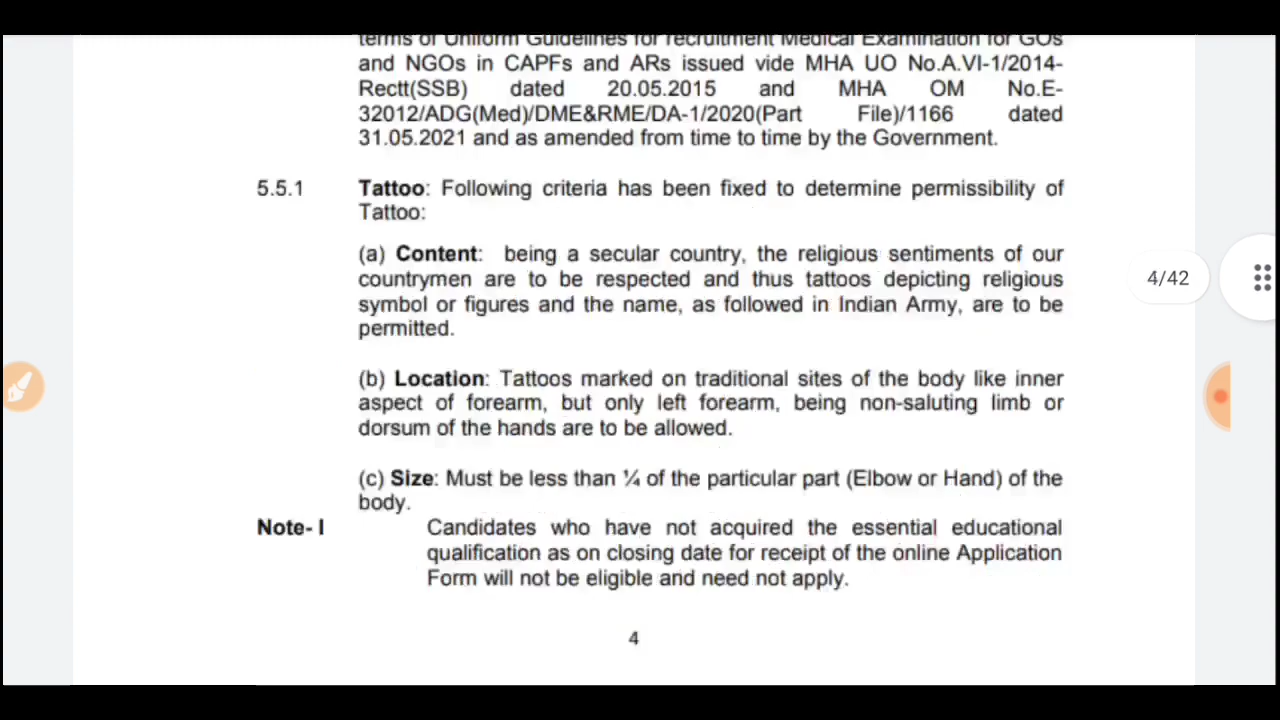 terms of Uniform Guidelines for recruitment Medical Examination for GOs
and NGOs in CAPFs and ARs issued vide MHA UO No.A.VI-1/2014-
Rectt(SSB) dated 20.05.2015 and MHA OM No.E-
32012/ADG(Med)/DME&RME/DA-1/2020(Part File)/1166 dated
31.05.2021 and as amended from time to time by the Government.
5.5.1 Tattoo: Following criteria has been fixed to determine permissibility of
Tattoo:
(a) Content: being a secular country, the religious sentiments of our
countrymen are to be respected and thus tattoos depicting religious
symbol or figures and the name, as followed in Indian Army, are to be
permitted.
4/42
(b) Location: Tattoos marked on traditional sites of the body like inner
aspect of forearm, but only left forearm, being non-saluting limb or
dorsum of the hands are to be allowed.
(c) Size: Must be less than ¼ of the particular part (Elbow or Hand) of the
body.
Note- I Candidates who have not acquired the essential educational
qualification as on closing date for receipt of the online Application
Form will not be eligible and need not apply.
4